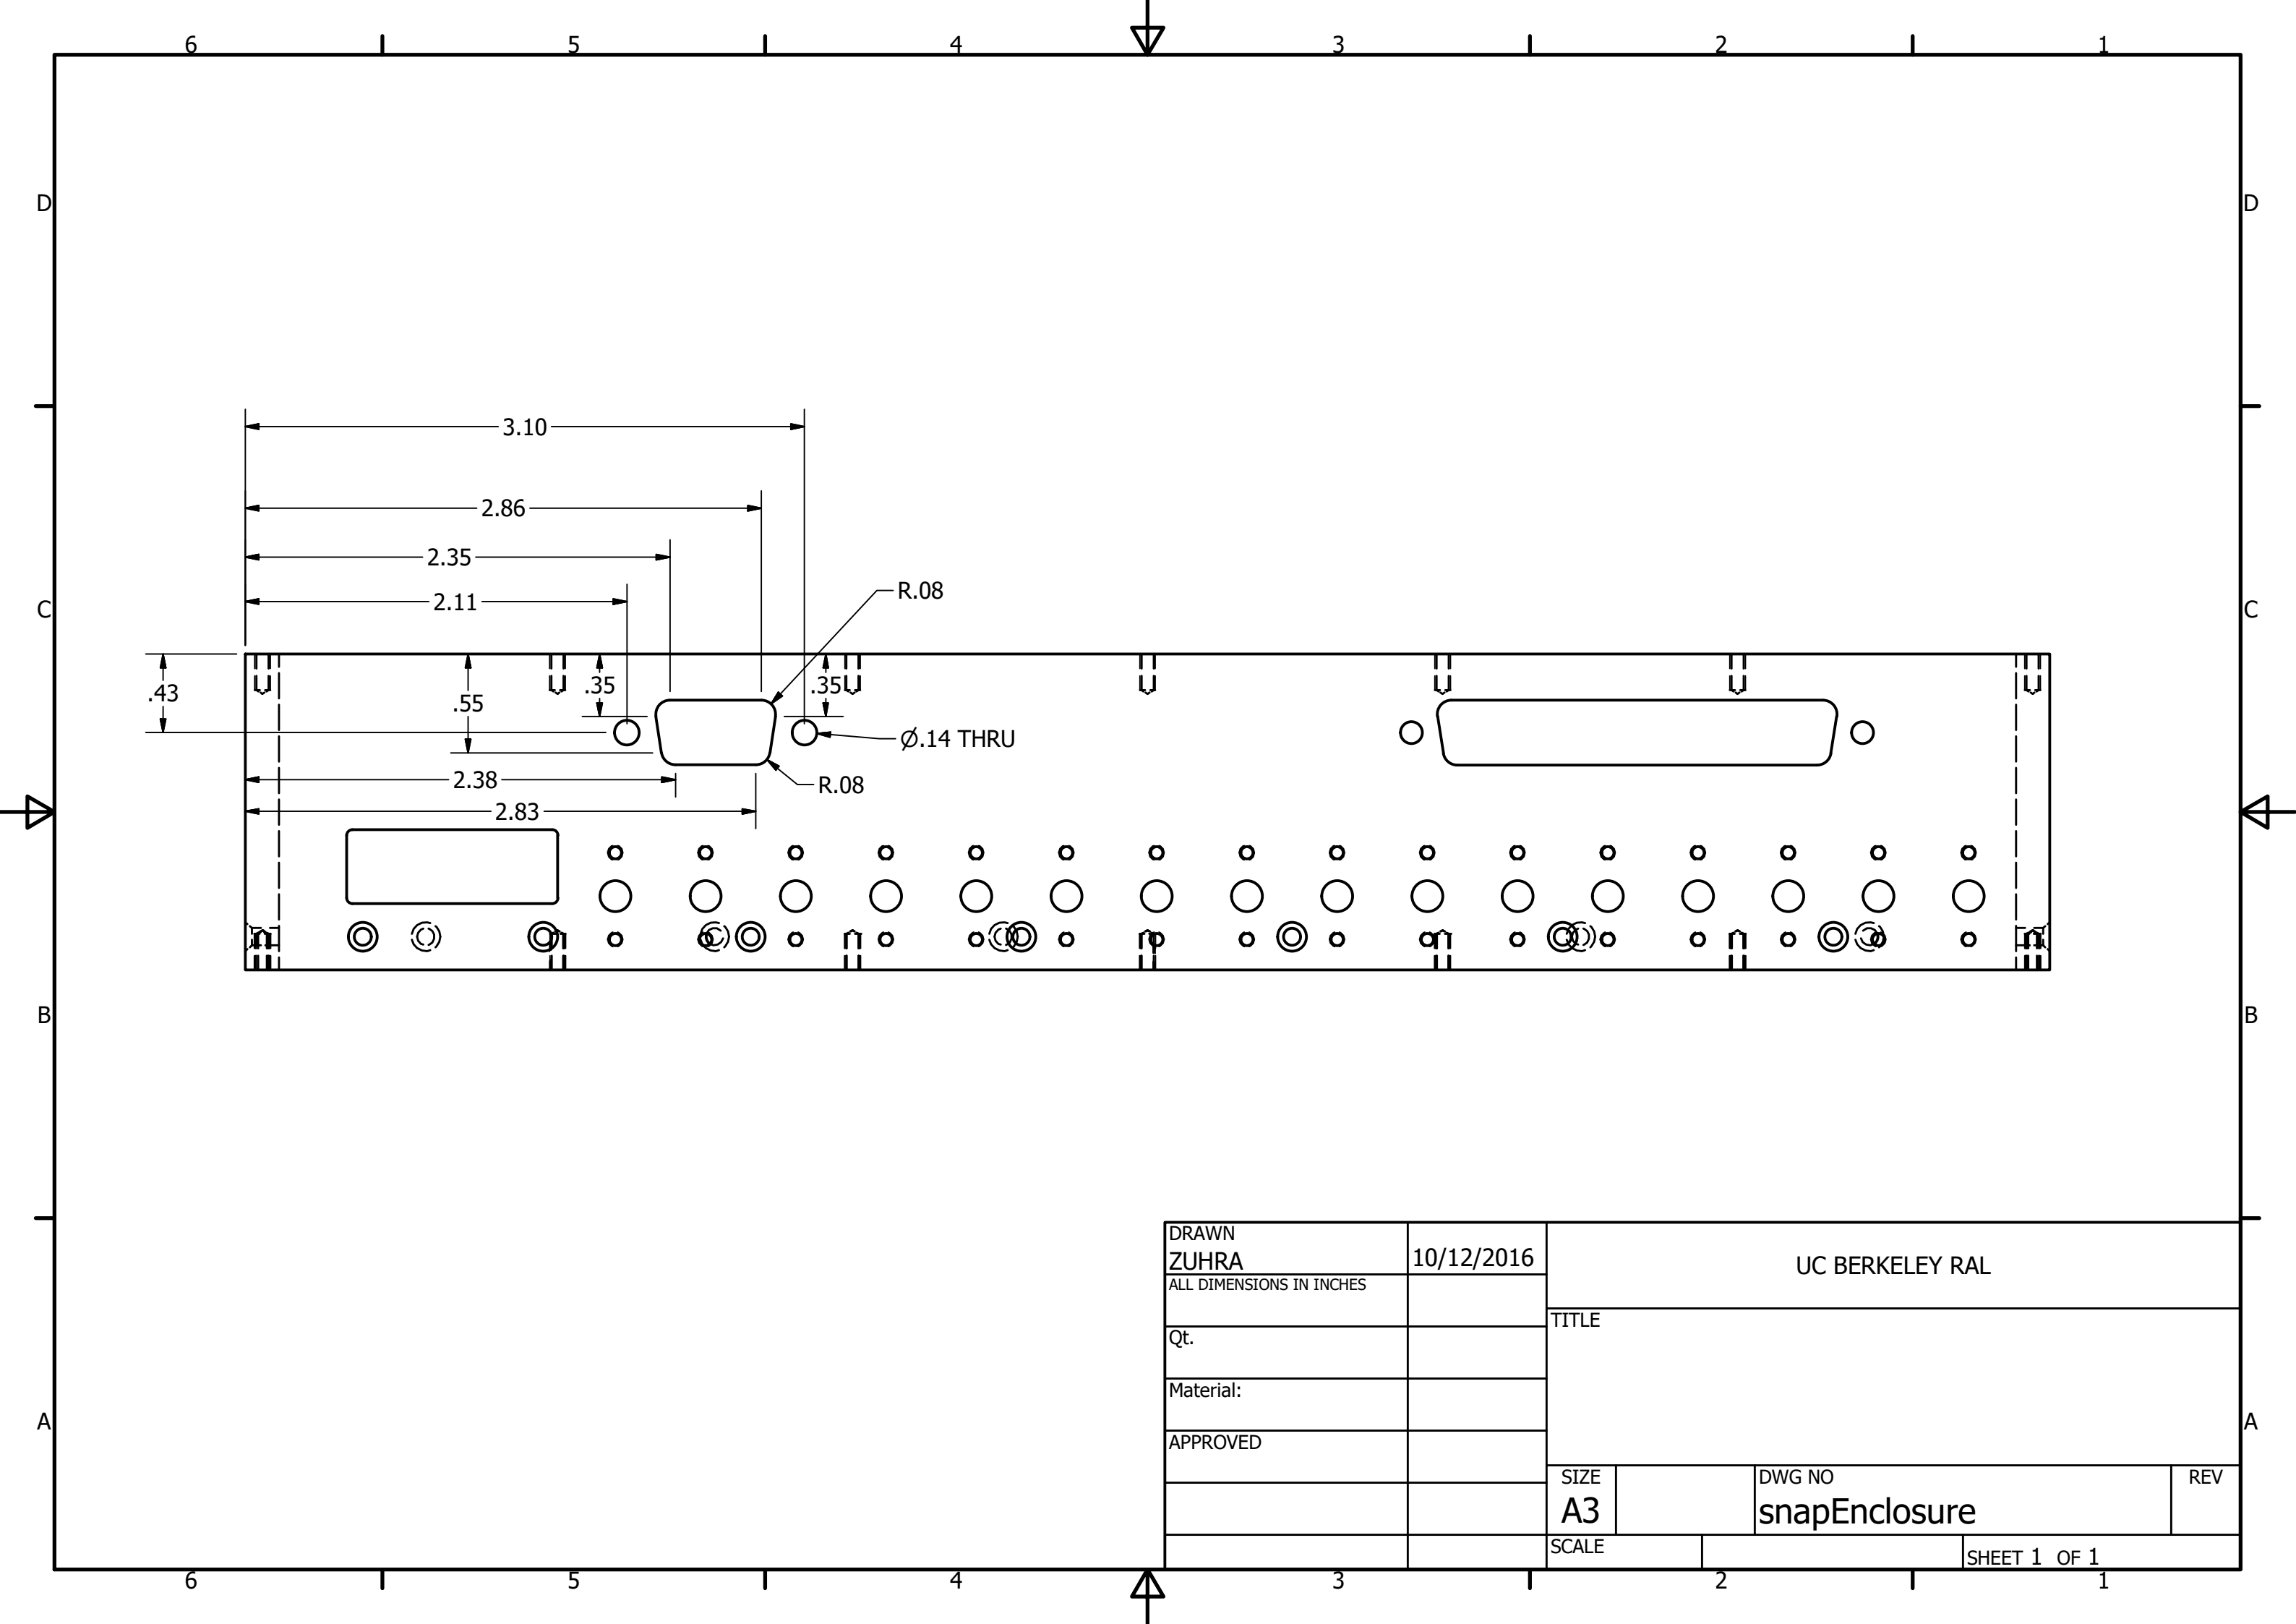 6 5 4 3 2 1
D D
3.10
2.86
2.35
R.08
2.11
C C
.43
.55
.35
.35
Ø.14 THRU
2.38
R.08
2.83
B B
DRAWN
ZUHRA
10/12/2016
UC BERKELEY RAL
ALL DIMENSIONS IN INCHES
TITLE
Qt.
Material:
A A
APPROVED
SIZE
A3
DWG NO
snapEnclosure
REV
SCALE
SHEET 1 OF 1
6 5 4 3 2 1